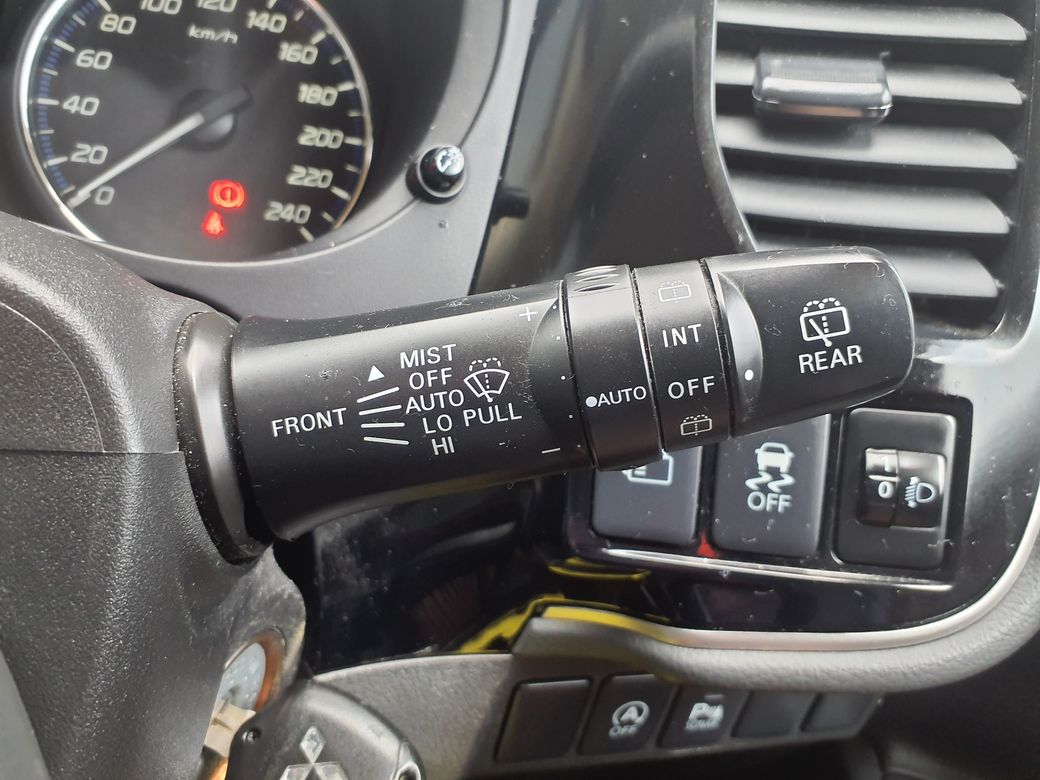 80
100
120
140
km/h
60
160
40
180
20
200
0
220
240
+
MIST
OFF
FRONT
AUTO
LO PULL
HI
−
AUTO
INT
OFF
REAR
OFF
0
A
OFF